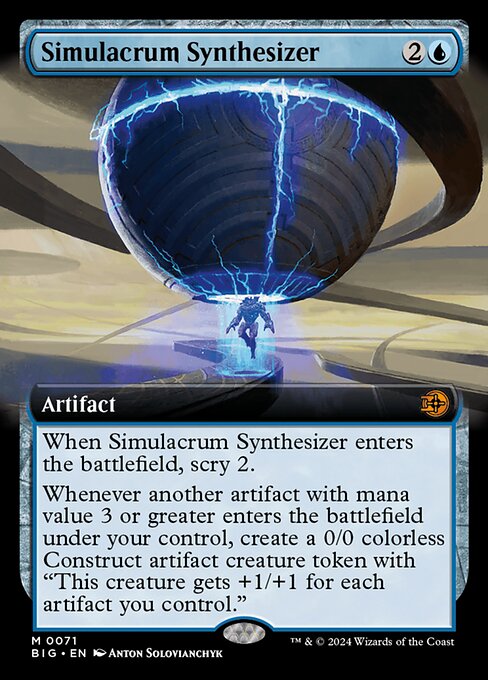 Simulacrum Synthesizer 2
Artifact
When Simulacrum Synthesizer enters
the battlefield, scry 2.
Whenever another artifact with mana
value 3 or greater enters the battlefield
under your control, create a 0/0 colorless
Construct artifact creature token with
“This creature gets +1/+1 for each
artifact you control.”
M 0071
BIG • EN Anton Solovianchyk
™ & © 2024 Wizards of the Coast